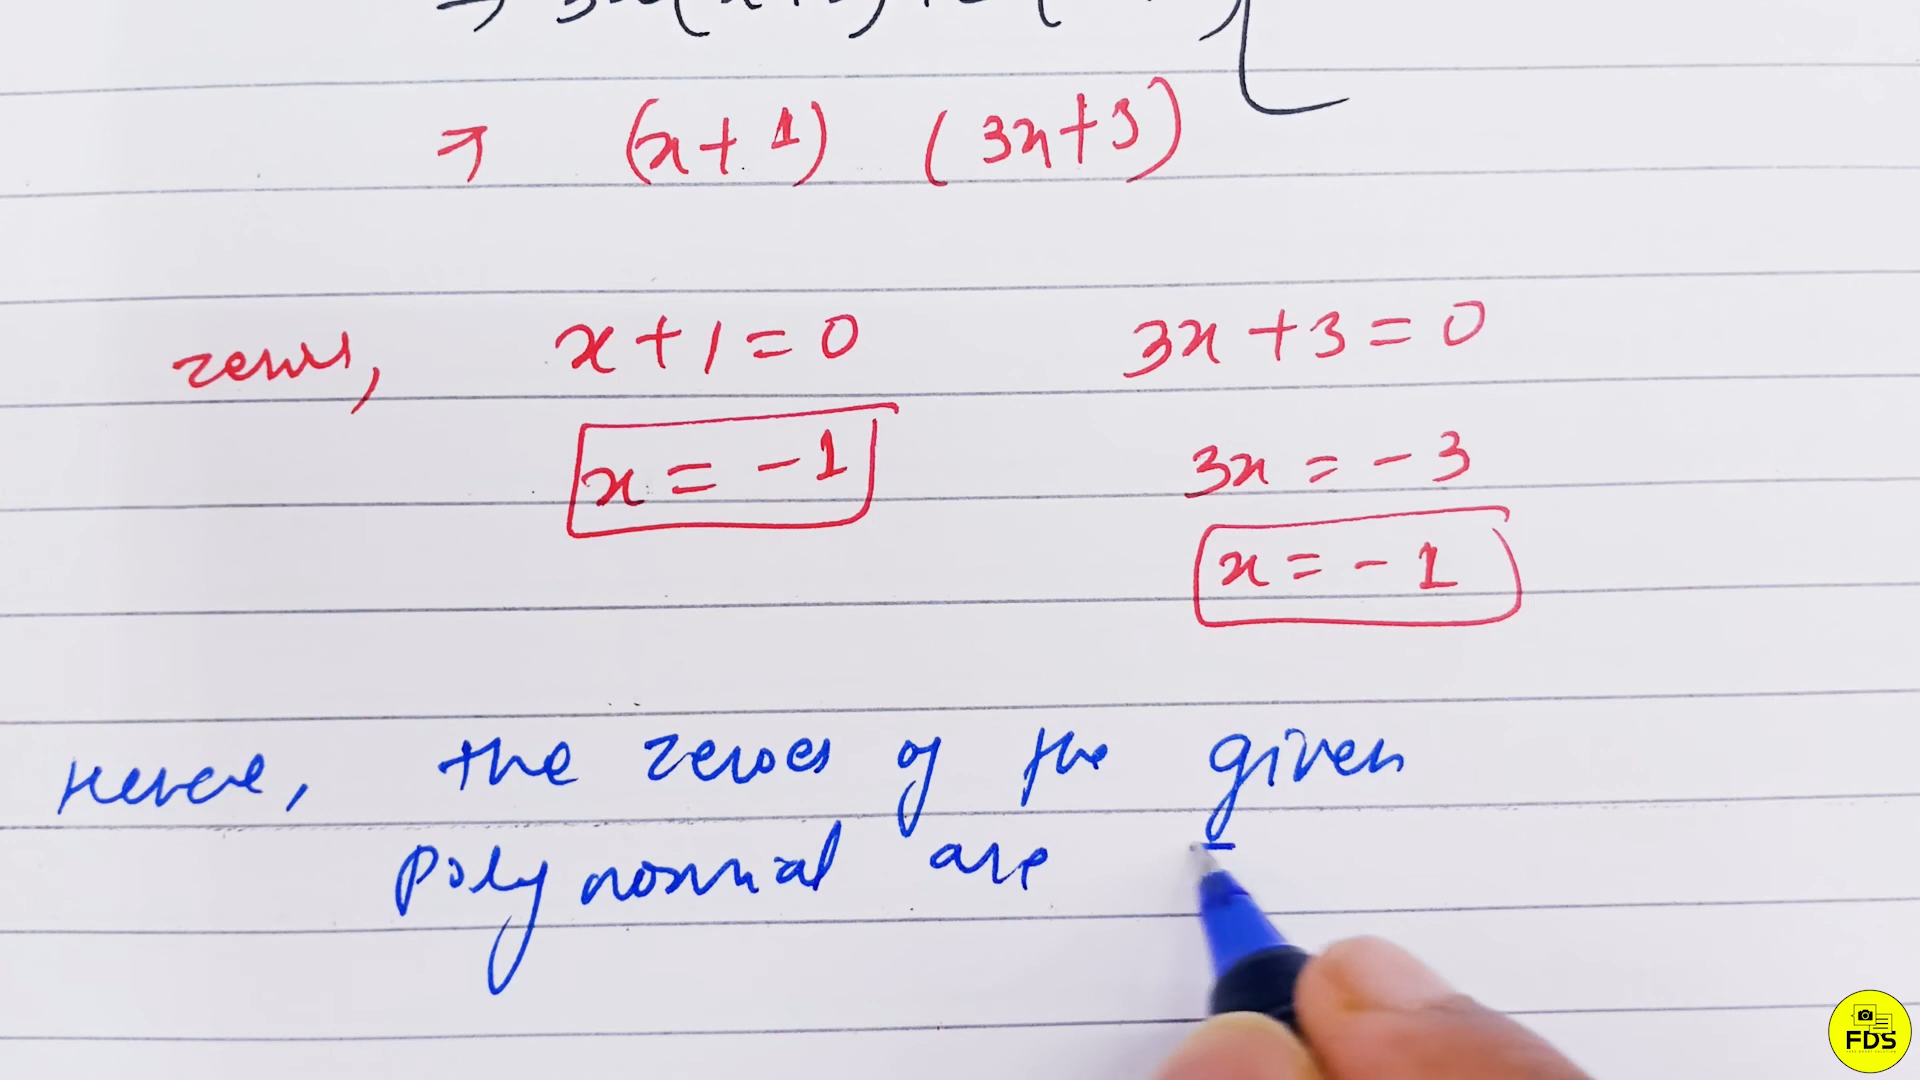 ⇒ (x+1) (3x+3)
zeroes, x+1=0 3x+3=0
x = -1 3x = -3
x = -1
Hence, the zeroes of the given
polynomial are -
FDS